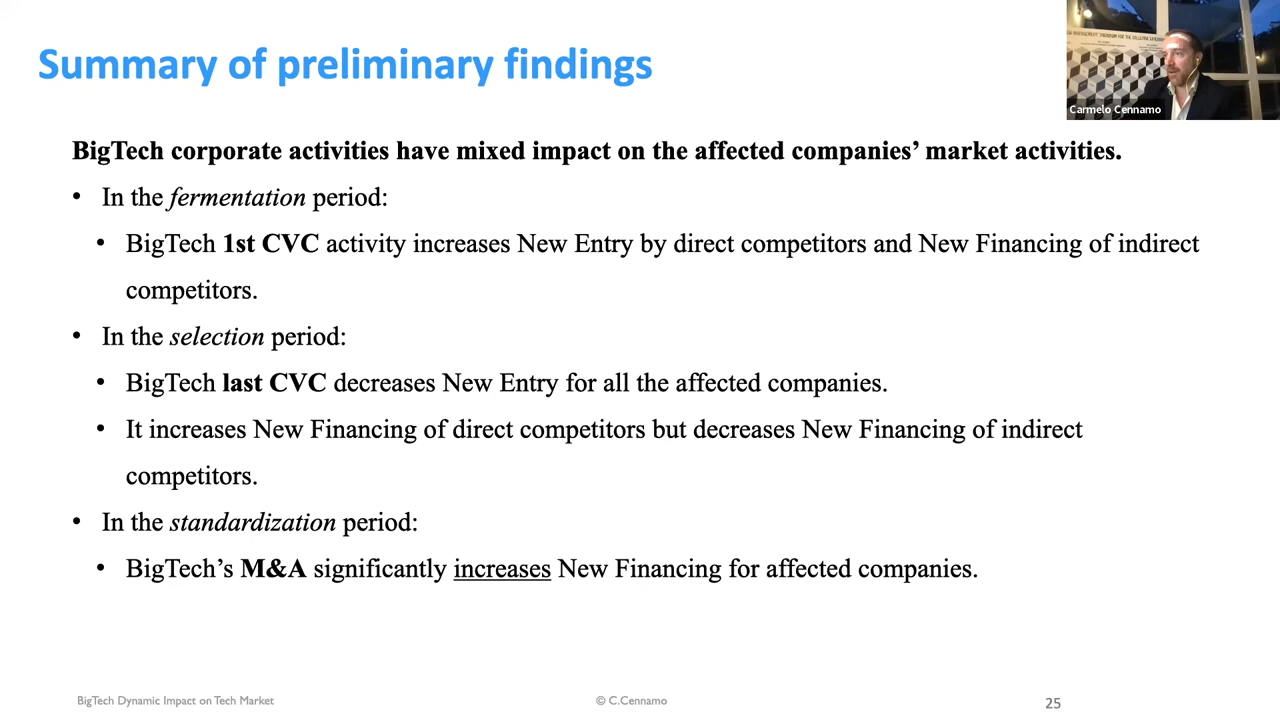 Summary of preliminary findings
Carmelo Cennamo
BigTech corporate activities have mixed impact on the affected companies’ market activities.
• In the fermentation period:
• BigTech 1st CVC activity increases New Entry by direct competitors and New Financing of indirect
competitors.
• In the selection period:
• BigTech last CVC decreases New Entry for all the affected companies.
• It increases New Financing of direct competitors but decreases New Financing of indirect
competitors.
• In the standardization period:
• BigTech’s M&A significantly increases New Financing for affected companies.
BigTech Dynamic Impact on Tech Market
© C.Cennamo
25